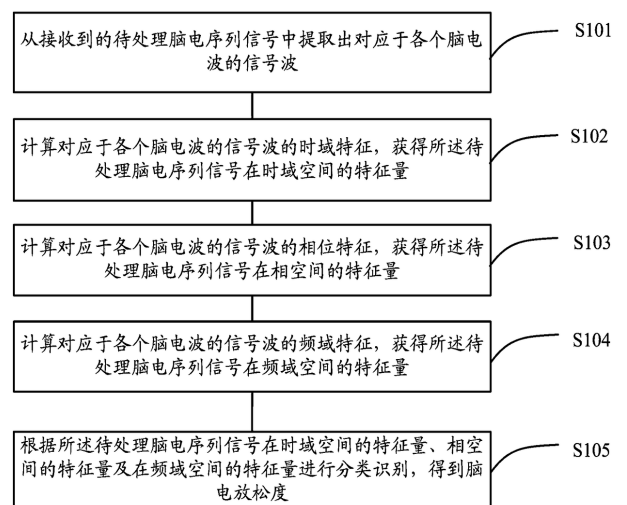 从接收到的待处理脑电序列信号中提取出对应于各个脑电
波的信号波
S101
计算对应于各个脑电波的信号波的时域特征，获得所述待
处理脑电序列信号在时域空间的特征量
S102
计算对应于各个脑电波的信号波的相位特征，获得所述待
处理脑电序列信号在相空间的特征量
S103
计算对应于各个脑电波的信号波的频域特征，获得所述待
处理脑电序列信号在频域空间的特征量
S104
根据所述待处理脑电序列信号在时域空间的特征量、相空
间的特征量及在频域空间的特征量进行分类识别，得到脑
电放松度
S105